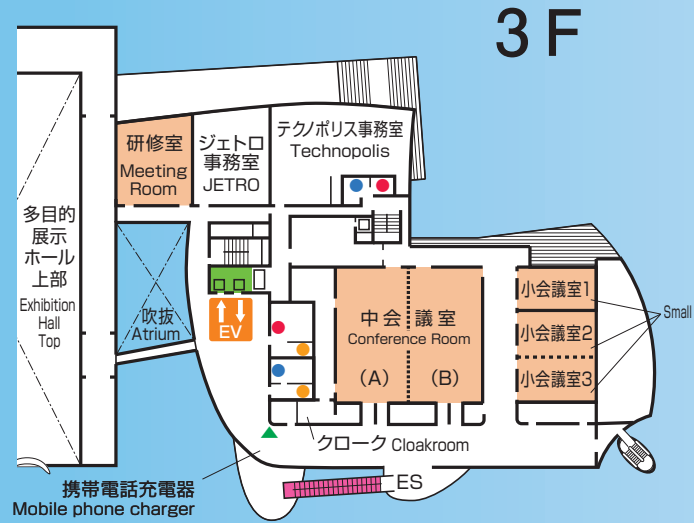 3F
研修室
Meeting
Room
ジェトロ
事務室
JETRO
テクノポリス事務室
Technopolis
多目的
展示
ホール
上部
Exhibition
Hall
Top
吹抜
Atrium
EV
中会議室
Conference Room
(A)
(B)
小会議室1
小会議室2
小会議室3
Small
クローク Cloakroom
携帯電話充電器
Mobile phone charger
ES